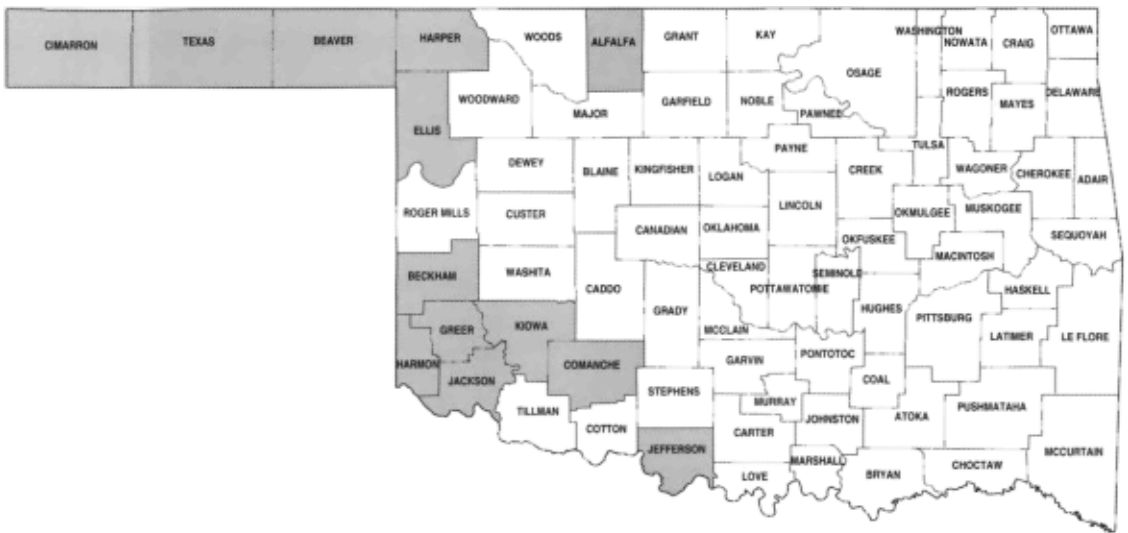 CIMARRON
TEXAS
BEAVER
HARPER
WOODS
ALFALFA
GRANT
KAY
WASHINGTON
NOWATA
CRAIG
OTTAWA
OSAGE
WOODWARD
MAJOR
GARFIELD
NOBLE
PAWNEE
ROGERS
MAYES
DELAWARE
ELLIS
DEWEY
BLAINE
KINGFISHER
LOGAN
PAYNE
CREEK
TULSA
WAGONER
CHEROKEE
ADAIR
ROGER MILLS
CUSTER
CANADIAN
OKLAHOMA
LINCOLN
OKMULGEE
MUSKOGEE
OKFUSKEE
SEQUOYAH
MACINTOSH
BECKHAM
WASHITA
CADDO
CLEVELAND
POTTAWATOMIE
SEMINOLE
HASKELL
GRADY
HUGHES
PITTSBURG
GREER
KIOWA
MCCLAIN
LATIMER
LE FLORE
HARMON
JACKSON
COMANCHE
GARVIN
PONTOTOC
COAL
STEPHENS
TILLMAN
COTTON
MURRAY
JOHNSTON
ATOKA
PUSHMATAHA
CARTER
JEFFERSON
MARSHALL
LOVE
BRYAN
CHOCTAW
MCCURTAIN